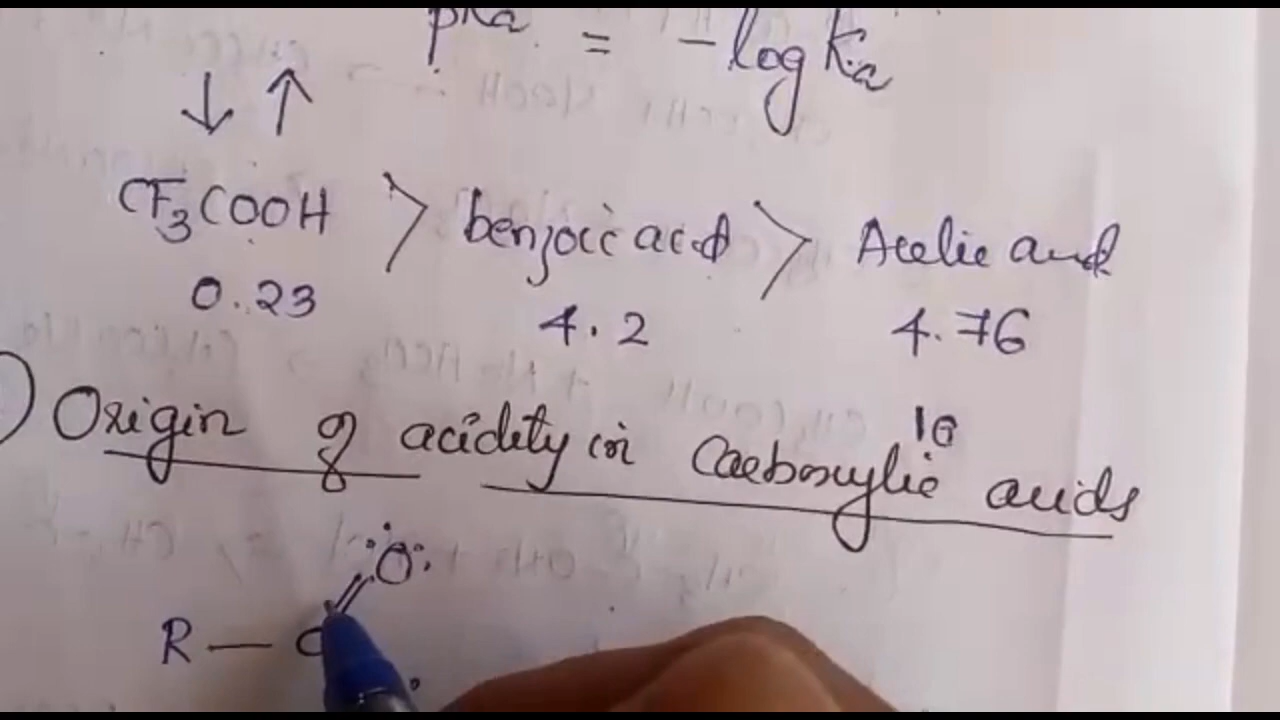 pKa = -log Ka
↓ ↑
CF₃COOH > benzoic acid > Acetic acid
0.23 4.2 4.76
Origin of acidity in Carboxylic acids
:O:
R — C